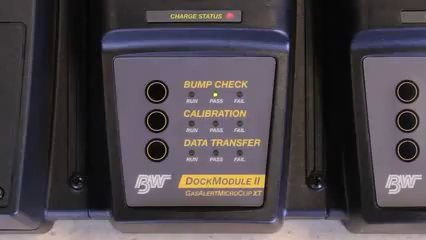 CHARGE STATUS
BUMP CHECK
RUN PASS FAIL
CALIBRATION
RUN PASS FAIL
DATA TRANSFER
RUN PASS FAIL
BW DOCKMODULE II
GASALERTMICROCLIP XT
BW